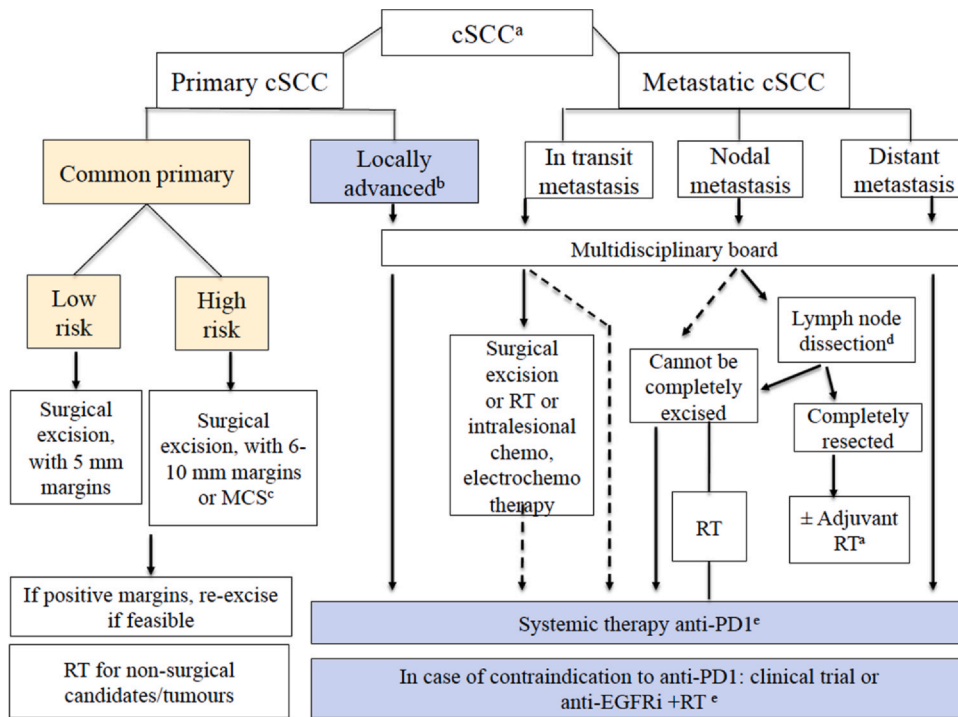 cSCCᵃ
Primary cSCC
Metastatic cSCC
Common primary
Locally
advancedᵇ
In transit
metastasis
Nodal
metastasis
Distant
metastasis
Multidisciplinary board
Low
risk
High
risk
Surgical
excision,
with 5 mm
margins
Surgical
excision, with 6-
10 mm margins
or MCSᶜ
Surgical
excision
or RT or
intralesional
chemo,
electrochemo
therapy
Cannot be
completely
excised
Lymph node
dissectionᵈ
Completely
resected
RT
± Adjuvant
RTᵃ
If positive margins, re-excise
if feasible
RT for non-surgical
candidates/tumours
Systemic therapy anti-PD1ᵉ
In case of contraindication to anti-PD1: clinical trial or
anti-EGFRi +RT ᵉ